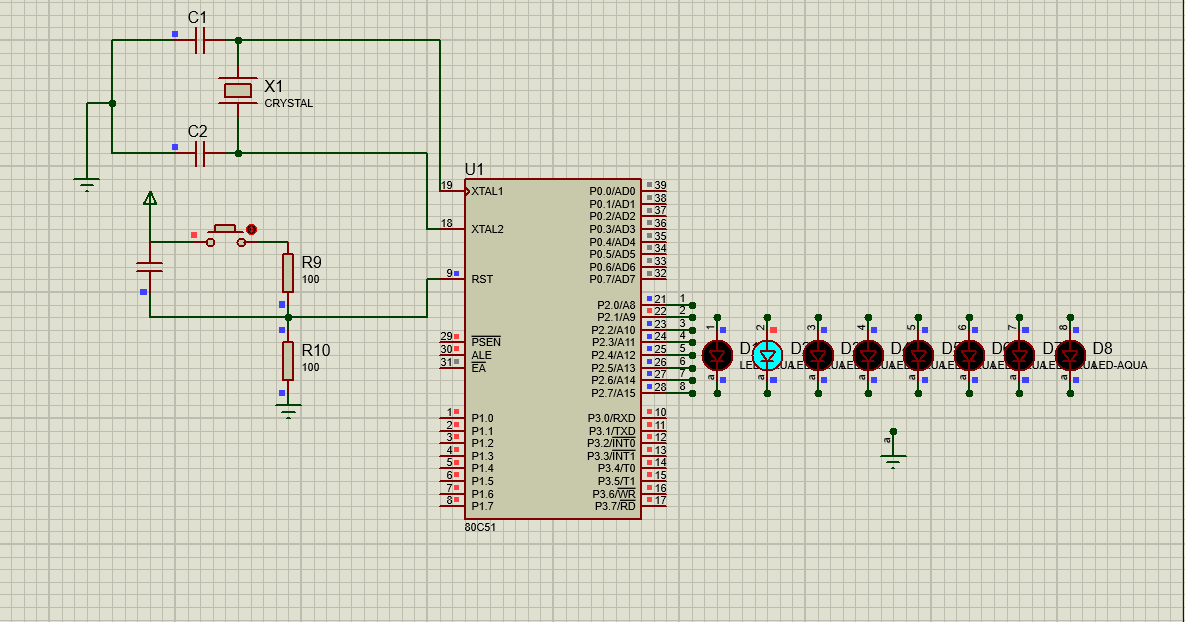 C1
X1
CRYSTAL
C2
U1
19 XTAL1
18 XTAL2
9 RST
29 PSEN
30 ALE
31 EA
1 P1.0
2 P1.1
3 P1.2
4 P1.3
5 P1.4
6 P1.5
7 P1.6
8 P1.7
P0.0/AD0 39
P0.1/AD1 38
P0.2/AD2 37
P0.3/AD3 36
P0.4/AD4 35
P0.5/AD5 34
P0.6/AD6 33
P0.7/AD7 32
P2.0/A8 21 1
P2.1/A9 22 2
P2.2/A10 23 3
P2.3/A11 24 4
P2.4/A12 25 5
P2.5/A13 26 6
P2.6/A14 27 7
P2.7/A15 28 8
P3.0/RXD 10
P3.1/TXD 11
P3.2/INT0 12
P3.3/INT1 13
P3.4/T0 14
P3.5/T1 15
P3.6/WR 16
P3.7/RD 17
80C51
R9
100
R10
100
1 2 3 4 5 6 7 8
D8
LED-AQUA
a a a a a a a a
a